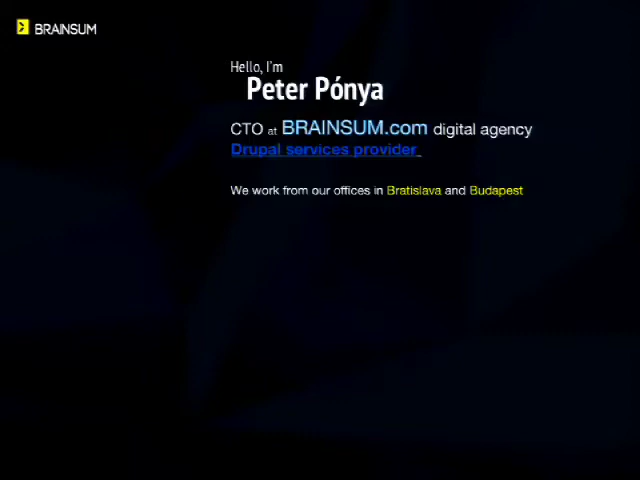 BRAINSUM
Hello, I'm
Peter Pónya
CTO at BRAINSUM.com digital agency
Drupal services provider
We work from our offices in Bratislava and Budapest